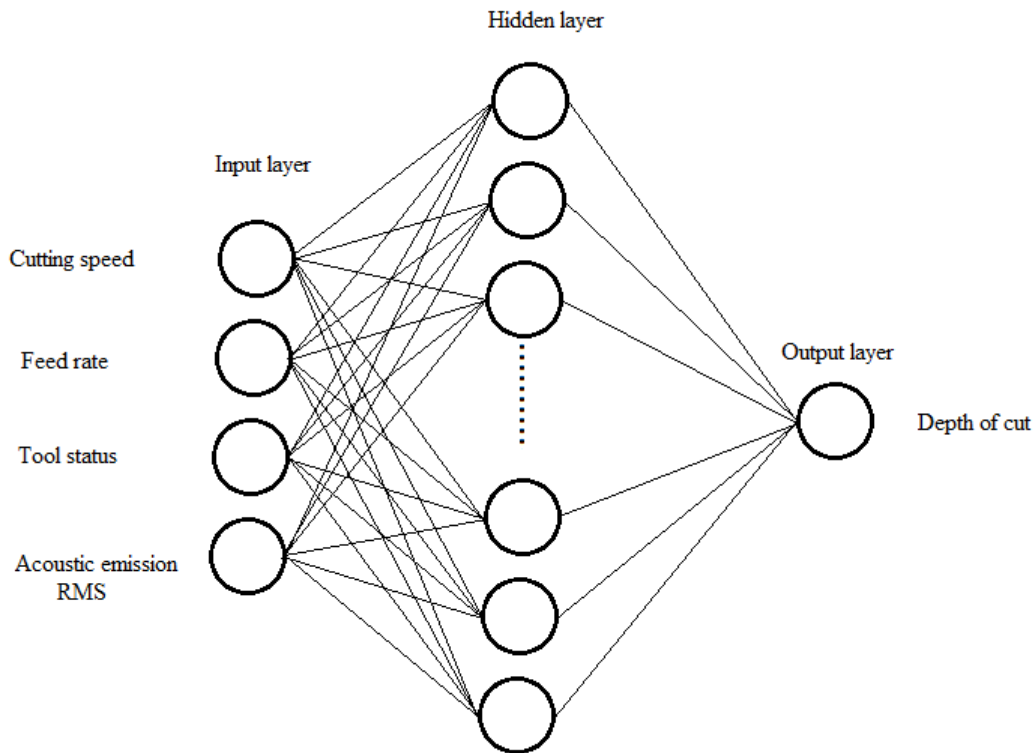 Hidden layer
Input layer
Cutting speed
Feed rate
Output layer
Depth of cut
Tool status
Acoustic emission
RMS